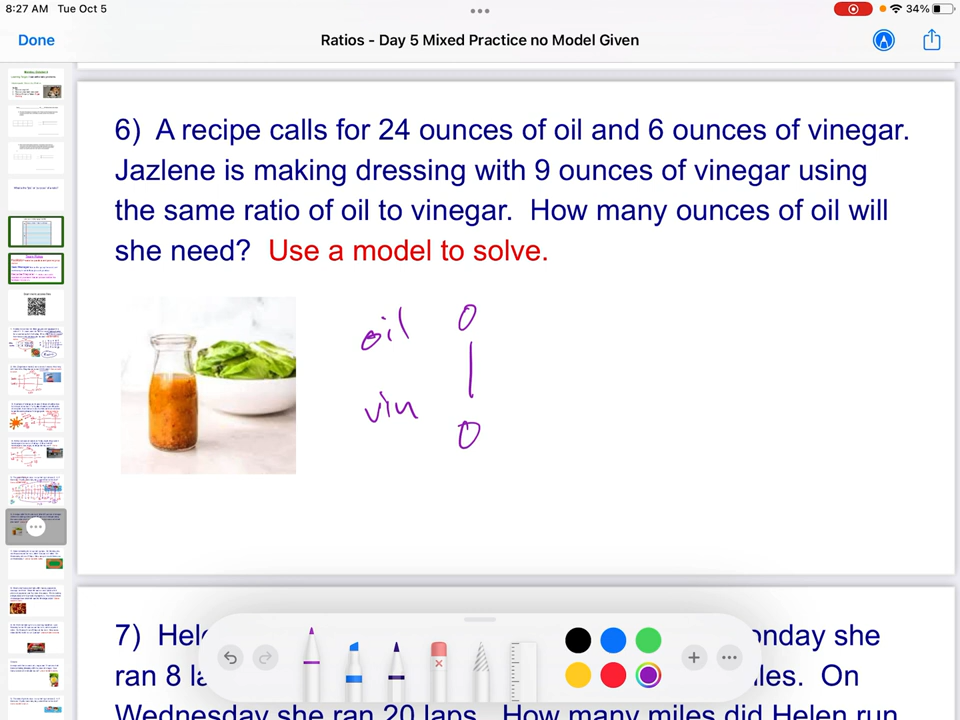 8:27 AM Tue Oct 5
34%
Done
Ratios - Day 5 Mixed Practice no Model Given
6) A recipe calls for 24 ounces of oil and 6 ounces of vinegar.
Jazlene is making dressing with 9 ounces of vinegar using
the same ratio of oil to vinegar. How many ounces of oil will
she need? Use a model to solve.
oil 0
vin
0
7) Hel onday she
ran 8 la les. On
Wednesday she ran 20 laps. How many miles did Helen run